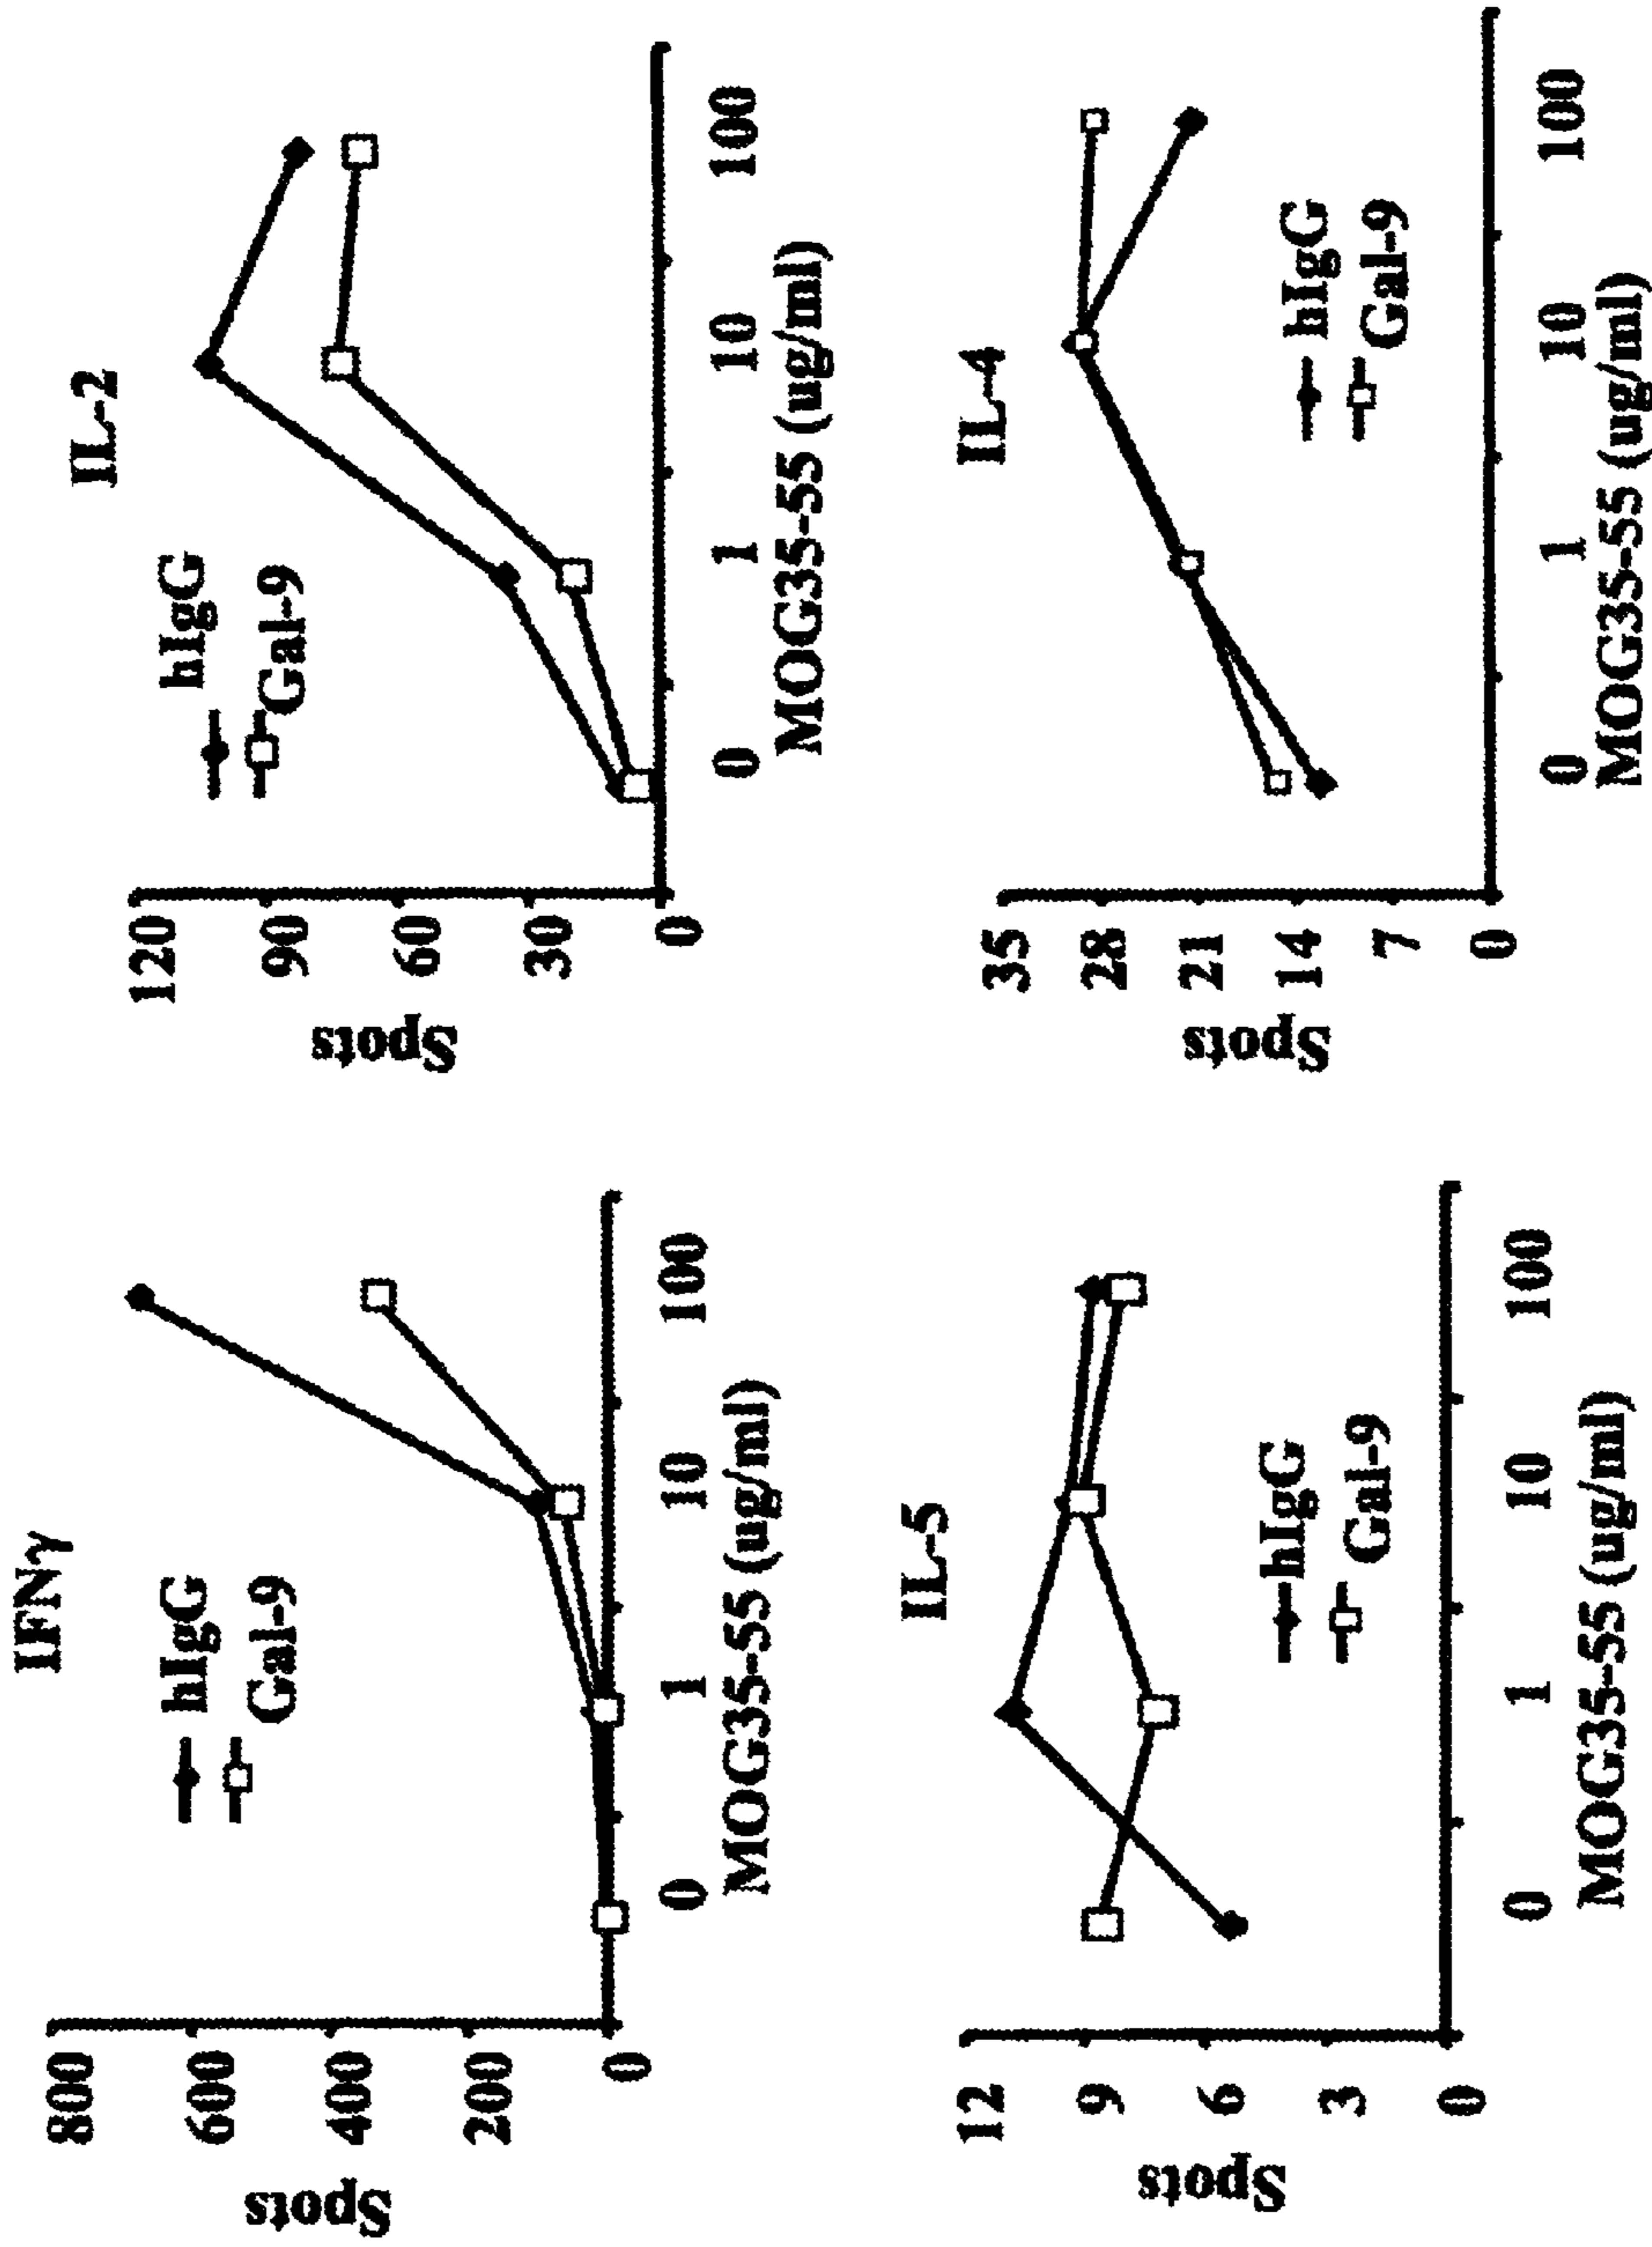 IFNγ
hIgG
Gal-9
Spots
800
600
400
200
0
0 1 10 100
MOG35-55 (ug/ml)
IL-2
hIgG
Gal-9
Spots
120
90
60
30
0
0 1 10 100
MOG35-55 (ug/ml)
IL-5
hIgG
Gal-9
Spots
12
9
6
3
0
0 1 10 100
MOG35-55 (ug/ml)
IL-4
hIgG
Gal-9
Spots
35
28
21
14
7
0
0 1 10 100
MOG35-55 (ug/ml)